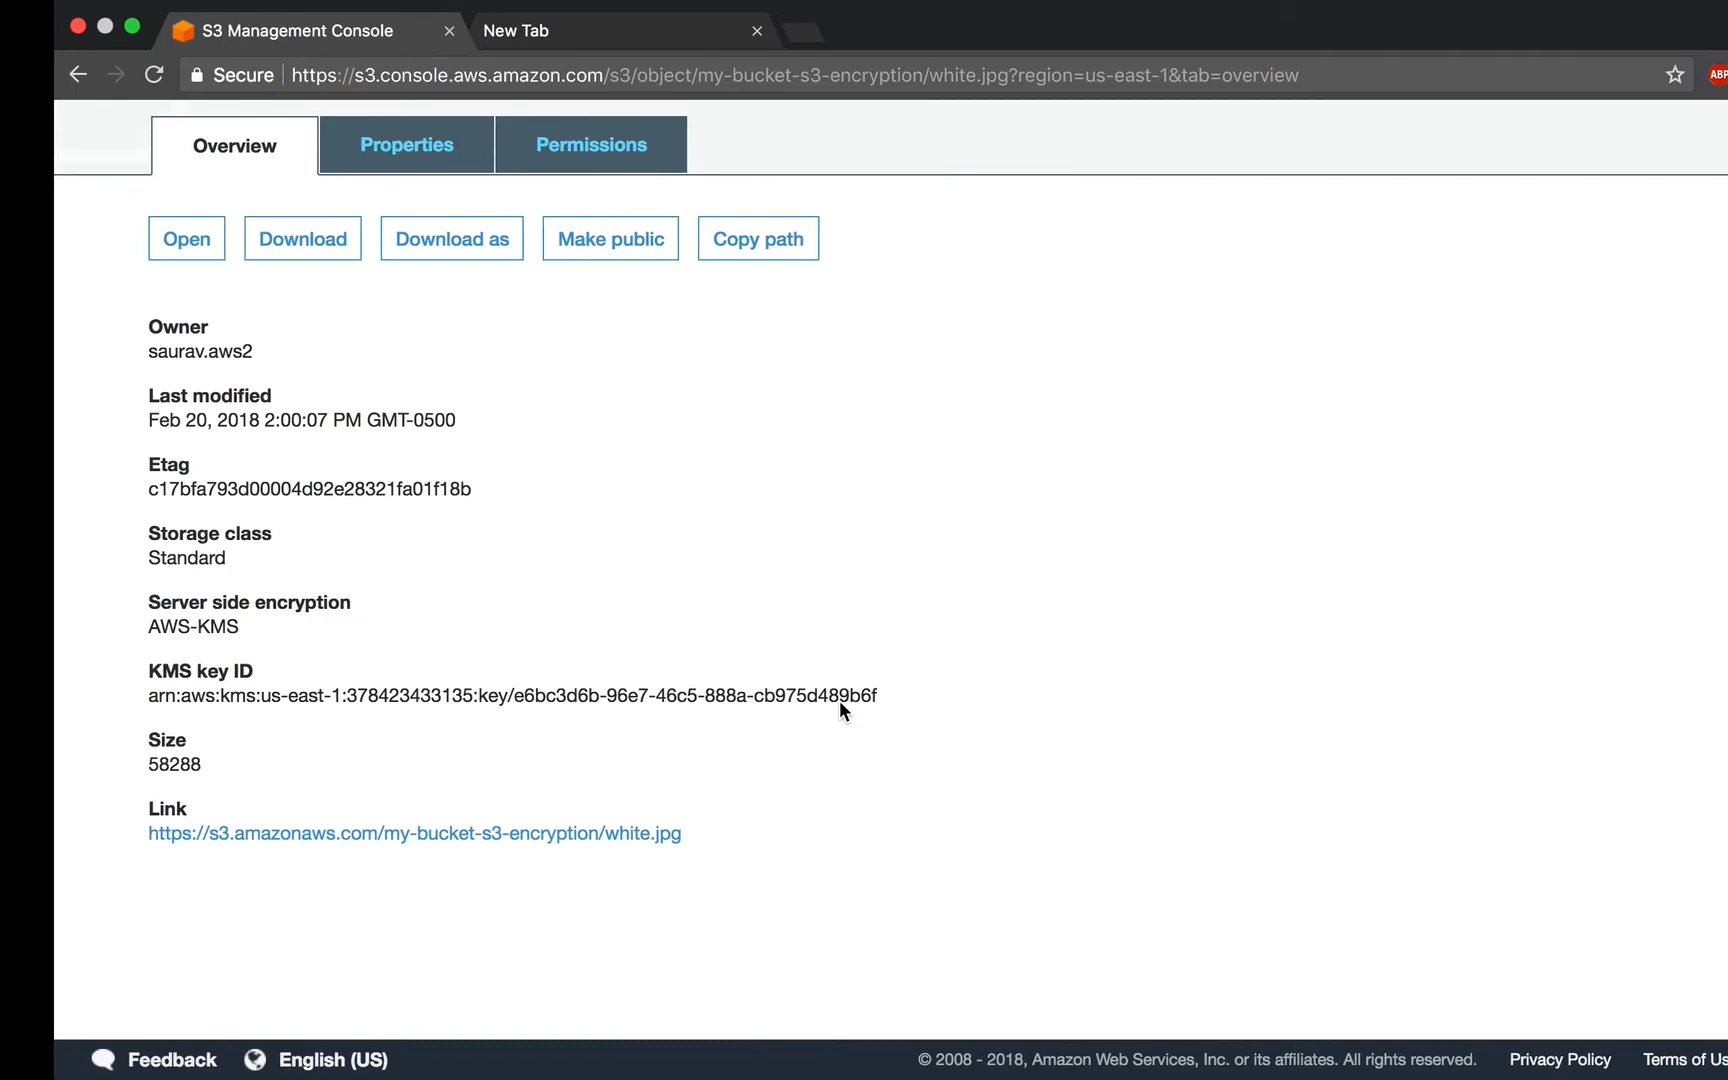 S3 Management Console
New Tab
Secure https://s3.console.aws.amazon.com/s3/object/my-bucket-s3-encryption/white.jpg?region=us-east-1&tab=overview
ABP
Overview Properties Permissions
Open Download Download as Make public Copy path
Owner
saurav.aws2
Last modified
Feb 20, 2018 2:00:07 PM GMT-0500
Etag
c17bfa793d00004d92e28321fa01f18b
Storage class
Standard
Server side encryption
AWS-KMS
KMS key ID
arn:aws:kms:us-east-1:378423433135:key/e6bc3d6b-96e7-46c5-888a-cb975d489b6f
Size
58288
Link
https://s3.amazonaws.com/my-bucket-s3-encryption/white.jpg
Feedback English (US) © 2008 - 2018, Amazon Web Services, Inc. or its affiliates. All rights reserved. Privacy Policy Terms of Us